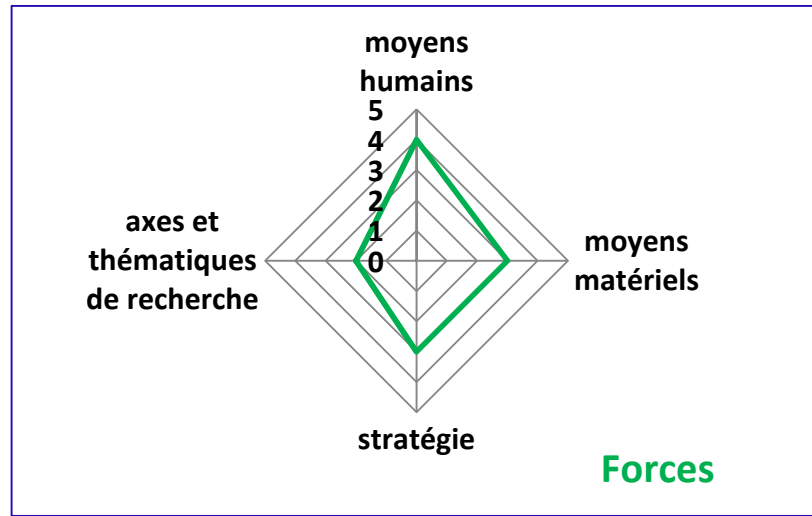 moyens
humains
5
4
3
2
1
0
axes et
thématiques
de recherche
moyens
matériels
stratégie
Forces